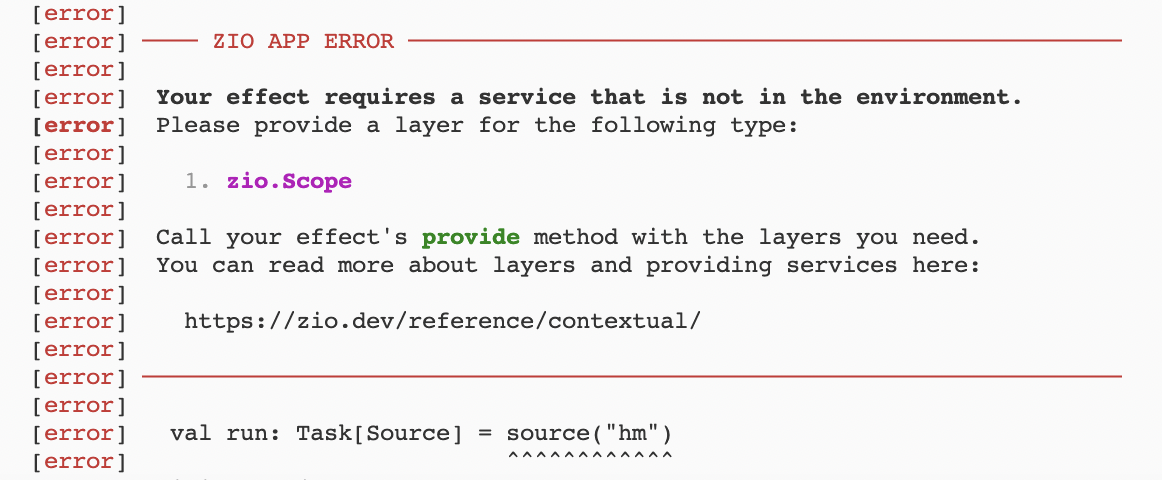 [error]
[error] ZIO APP ERROR
[error]
[error] Your effect requires a service that is not in the environment.
[error] Please provide a layer for the following type:
[error]
[error] 1. zio.Scope
[error]
[error] Call your effect's provide method with the layers you need.
[error] You can read more about layers and providing services here:
[error]
[error] https://zio.dev/reference/contextual/
[error]
[error]
[error]
[error] val run: Task[Source] = source("hm")
[error] ^^^^^^^^^^^^